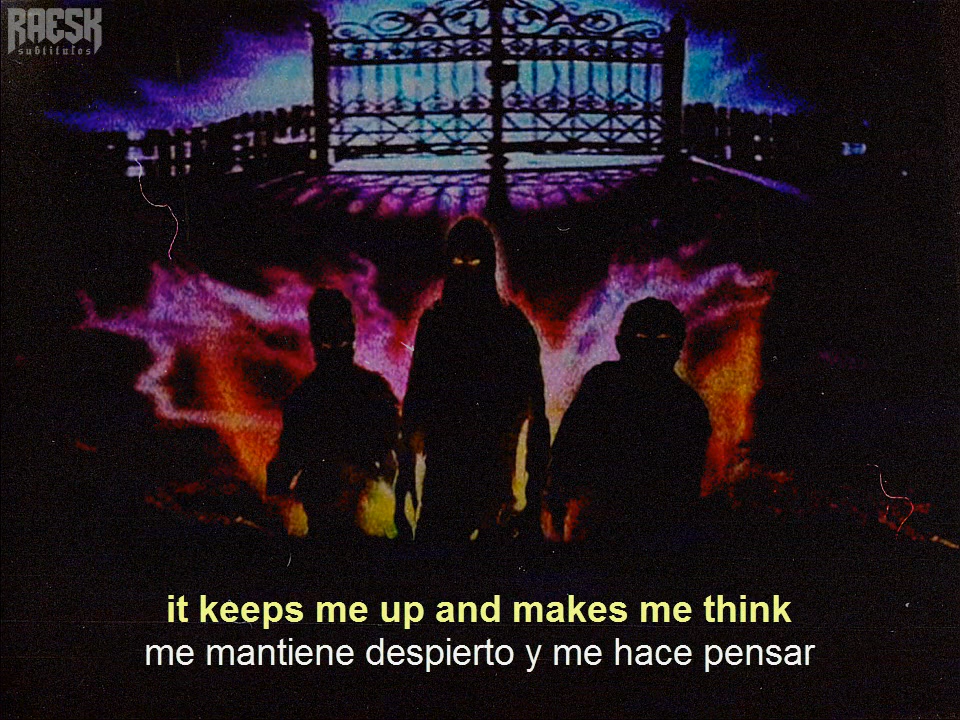 RAESK
subtitulos
it keeps me up and makes me think
me mantiene despierto y me hace pensar